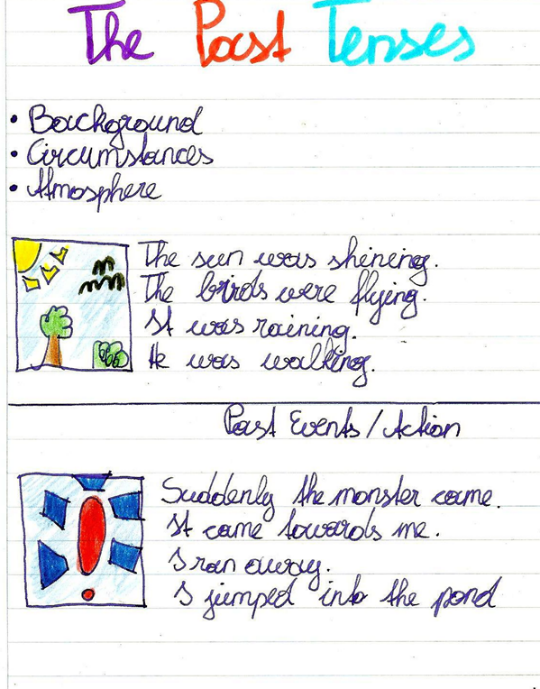 The Past Tenses
• Background
• Circumstances
• Atmosphere
The sun was shining.
The birds were flying.
It was raining.
He was walking.
Past Events / Action
Suddenly the monster came.
It came towards me.
I ran away.
I jumped into the pond